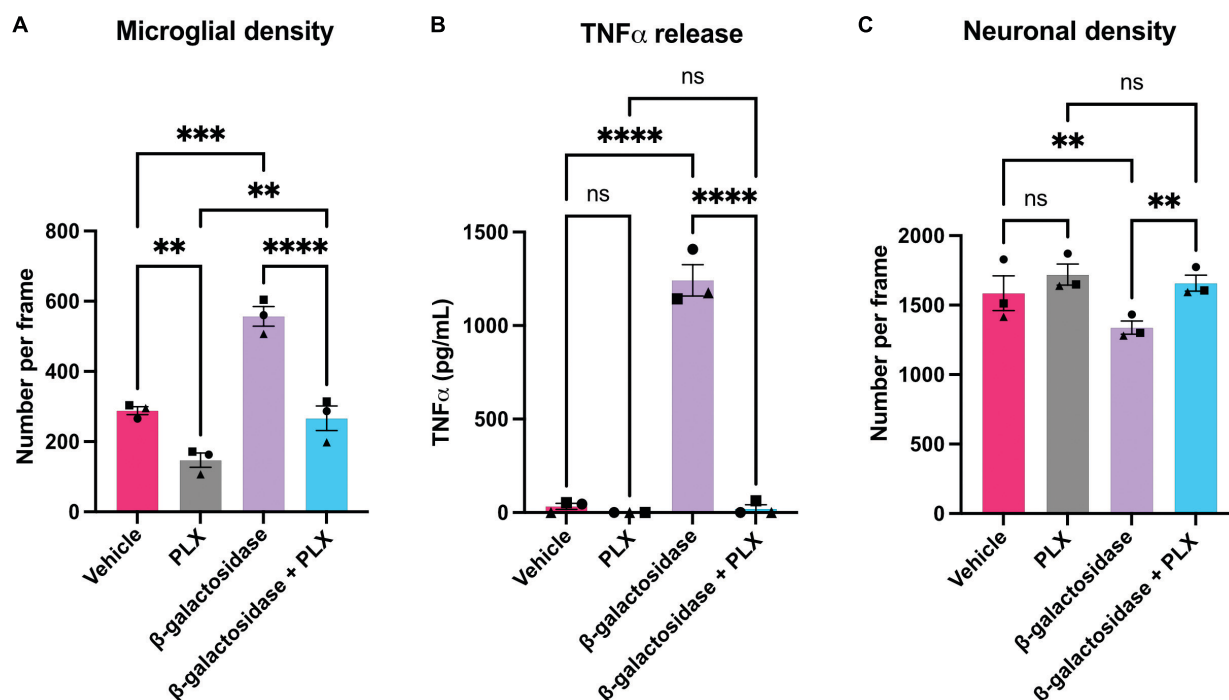 A
Microglial density
***
**
**
****
Number per frame
800
600
400
200
0
Vehicle
PLX
β-galactosidase
β-galactosidase + PLX
B
TNFα release
ns
****
ns
****
TNFα (pg/mL)
1500
1000
500
0
Vehicle
PLX
β-galactosidase
β-galactosidase + PLX
C
Neuronal density
ns
**
ns
**
Number per frame
2000
1500
1000
500
0
Vehicle
PLX
β-galactosidase
β-galactosidase + PLX